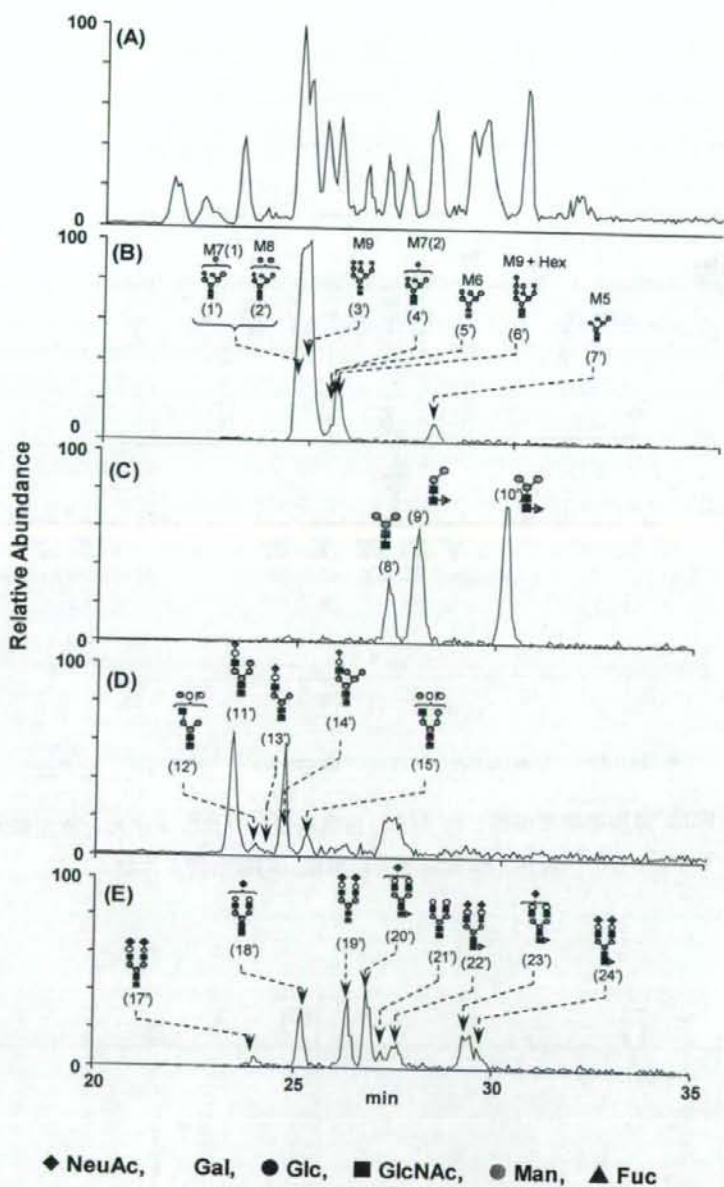 100
(A)
0
100
(B)
M7(1)
M8
M9
M7(2)
M6
M9 + Hex
M5
(1')
(2')
(3')
(4')
(5')
(6')
(7')
0
100
(C)
(8')
(9')
(10')
0
100
(D)
(11')
(12')
(13')
(14')
(15')
0
100
(E)
(17')
(18')
(19')
(20')
(21')
(22')
(23')
(24')
0
20 25 30 35
min
Relative Abundance
NeuAc, Gal, Glc, GlcNAc, Man, Fuc